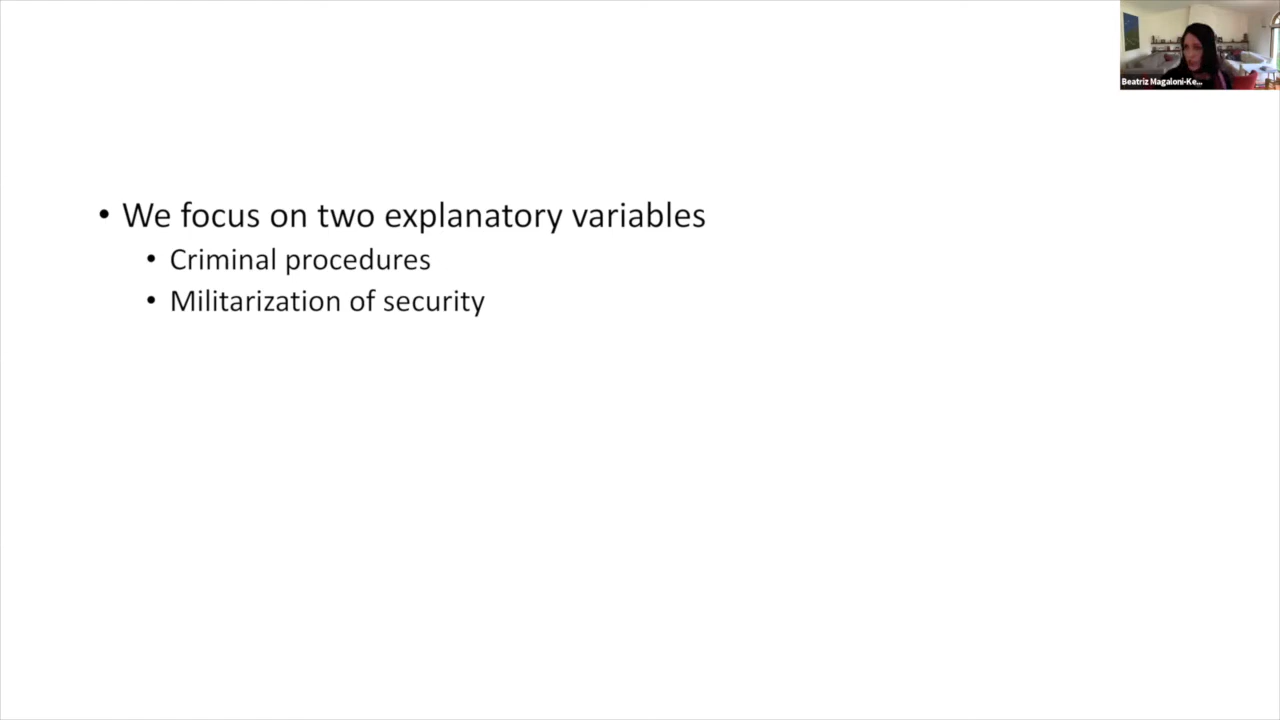 Beatriz Magaloni-Ke...
• We focus on two explanatory variables
• Criminal procedures
• Militarization of security